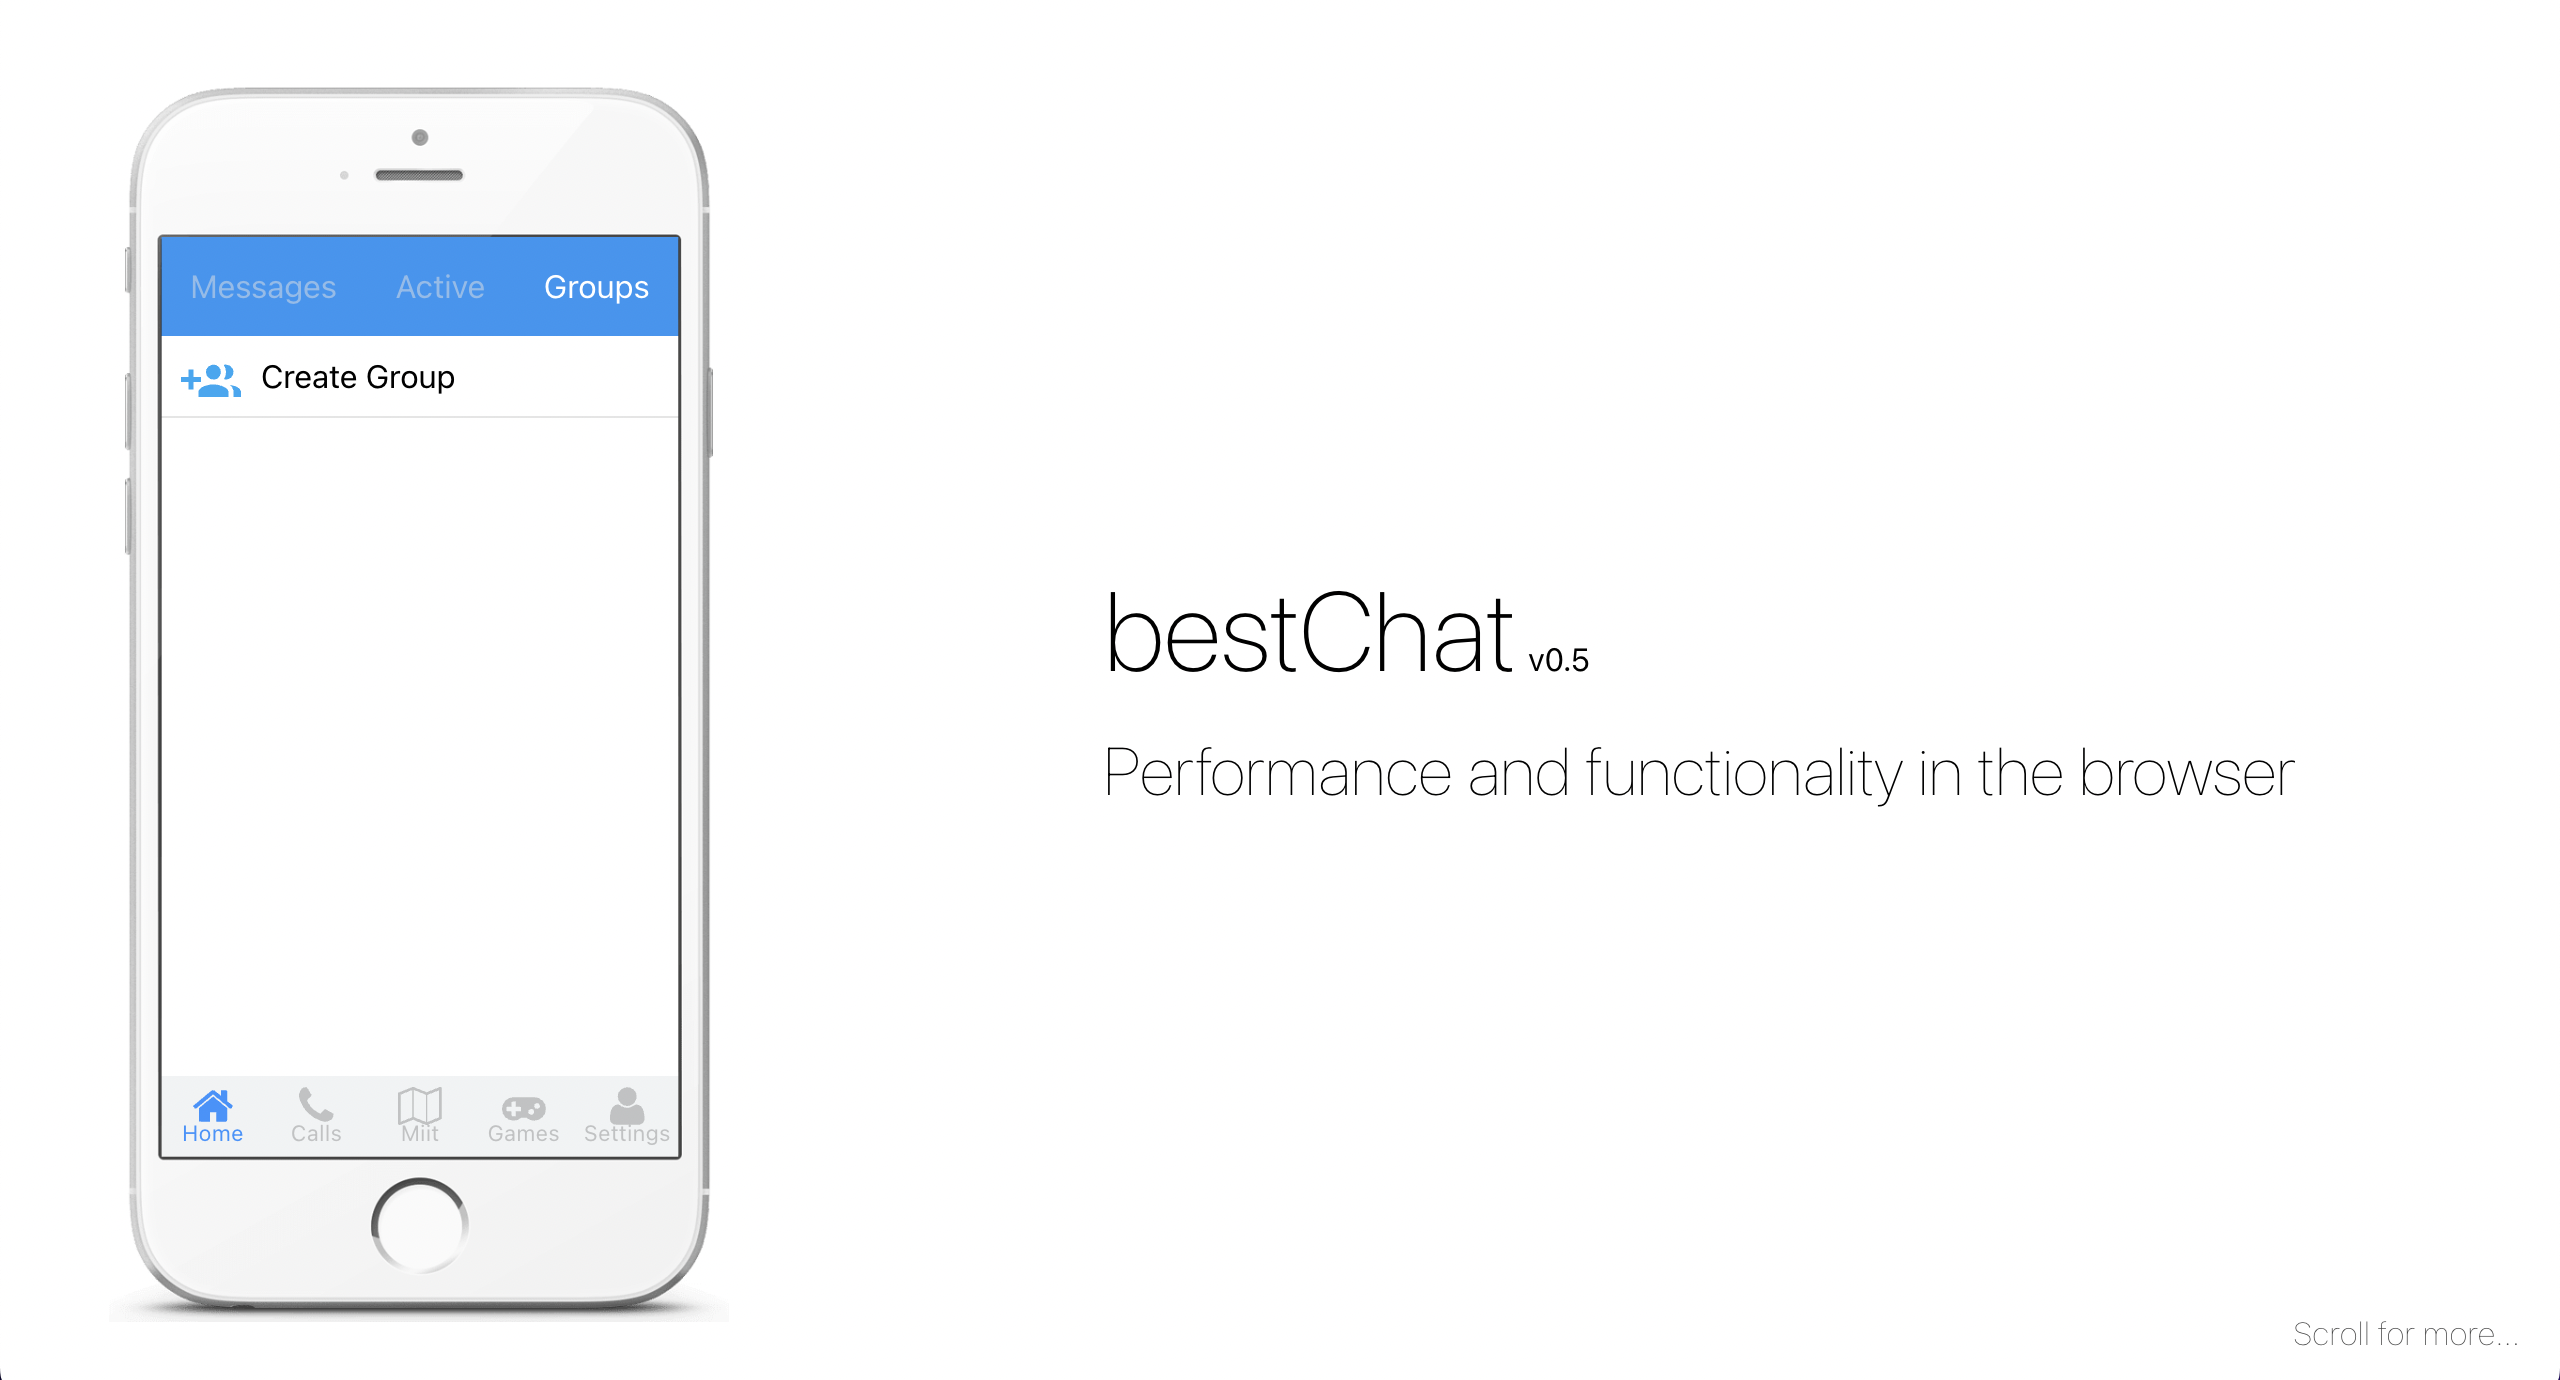 Messages Active Groups
Create Group
Home Calls Miit Games Settings
bestChat v0.5
Performance and functionality in the browser
Scroll for more...